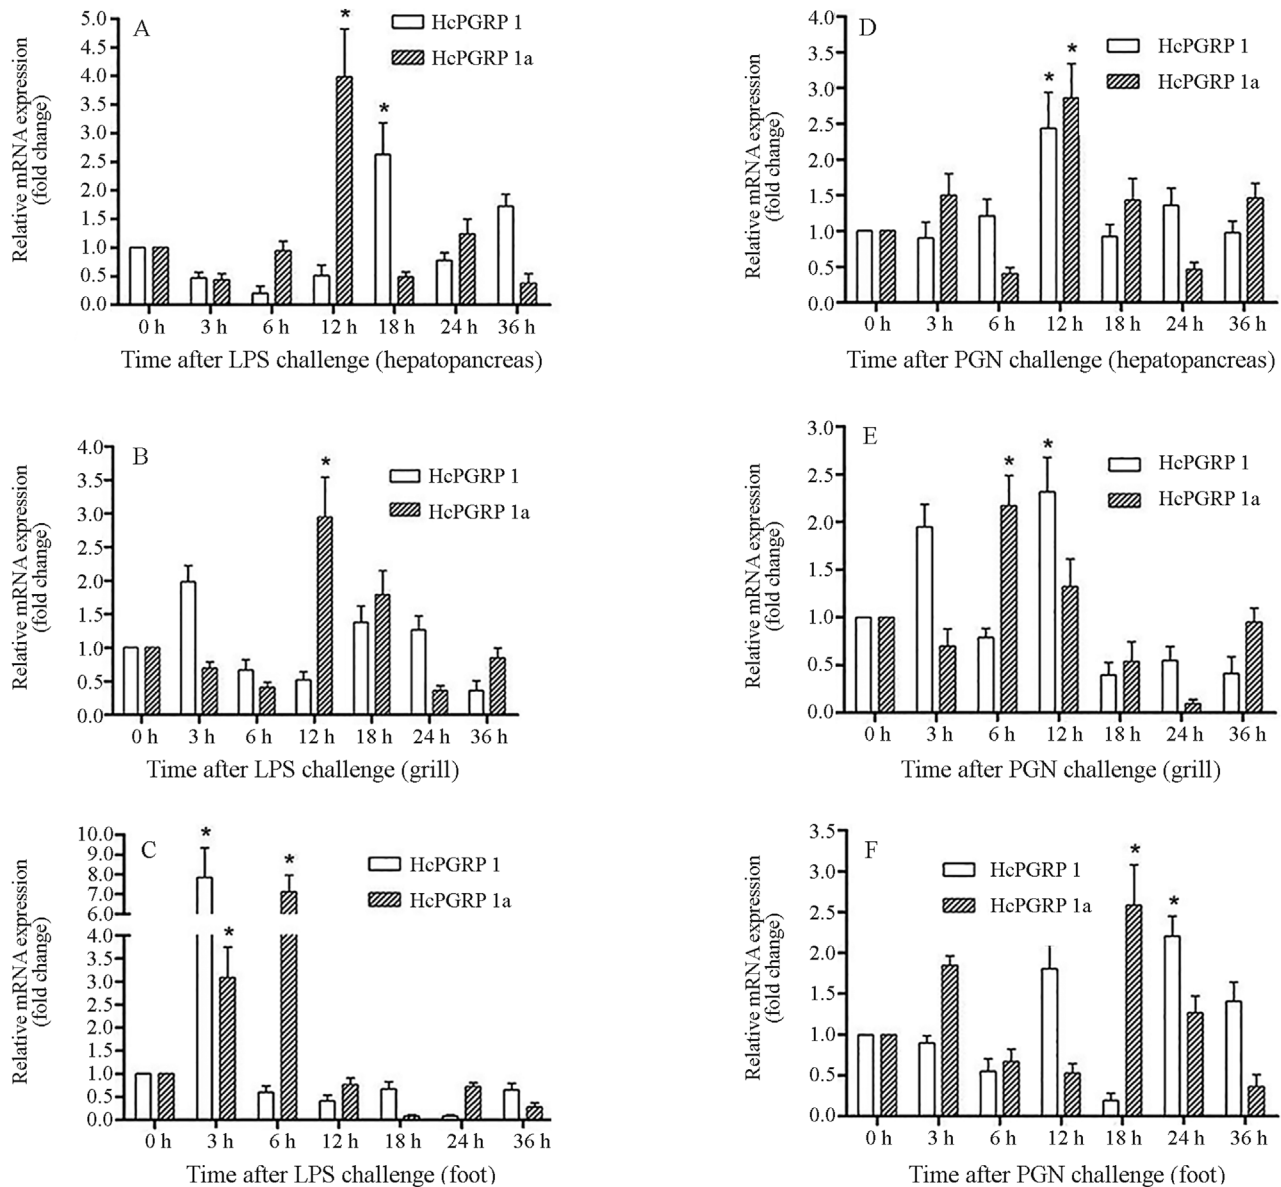 A
*
*
HcPGRP 1
HcPGRP 1a
5.0
4.5
4.0
3.5
3.0
2.5
2.0
1.5
1.0
0.5
0.0
Relative mRNA expression
(fold change)
0 h 3 h 6 h 12 h 18 h 24 h 36 h
Time after LPS challenge (hepatopancreas)
D
*
*
HcPGRP 1
HcPGRP 1a
4.0
3.5
3.0
2.5
2.0
1.5
1.0
0.5
0.0
Relative mRNA expression
(fold change)
0 h 3 h 6 h 12 h 18 h 24 h 36 h
Time after PGN challenge (hepatopancreas)
B
*
HcPGRP 1
HcPGRP 1a
4.0
3.5
3.0
2.5
2.0
1.5
1.0
0.5
0.0
Relative mRNA expression
(fold change)
0 h 3 h 6 h 12 h 18 h 24 h 36 h
Time after LPS challenge (grill)
E
*
*
HcPGRP 1
HcPGRP 1a
3.0
2.5
2.0
1.5
1.0
0.5
0.0
Relative mRNA expression
(fold change)
0 h 3 h 6 h 12 h 18 h 24 h 36 h
Time after PGN challenge (grill)
C
*
*
*
HcPGRP 1
HcPGRP 1a
10.0
9.0
8.0
7.0
6.0
4.0
3.5
3.0
2.5
2.0
1.5
1.0
0.5
0.0
Relative mRNA expression
(fold change)
0 h 3 h 6 h 12 h 18 h 24 h 36 h
Time after LPS challenge (foot)
F
*
*
HcPGRP 1
HcPGRP 1a
3.5
3.0
2.5
2.0
1.5
1.0
0.5
0.0
Relative mRNA expression
(fold change)
0 h 3 h 6 h 12 h 18 h 24 h 36 h
Time after PGN challenge (foot)